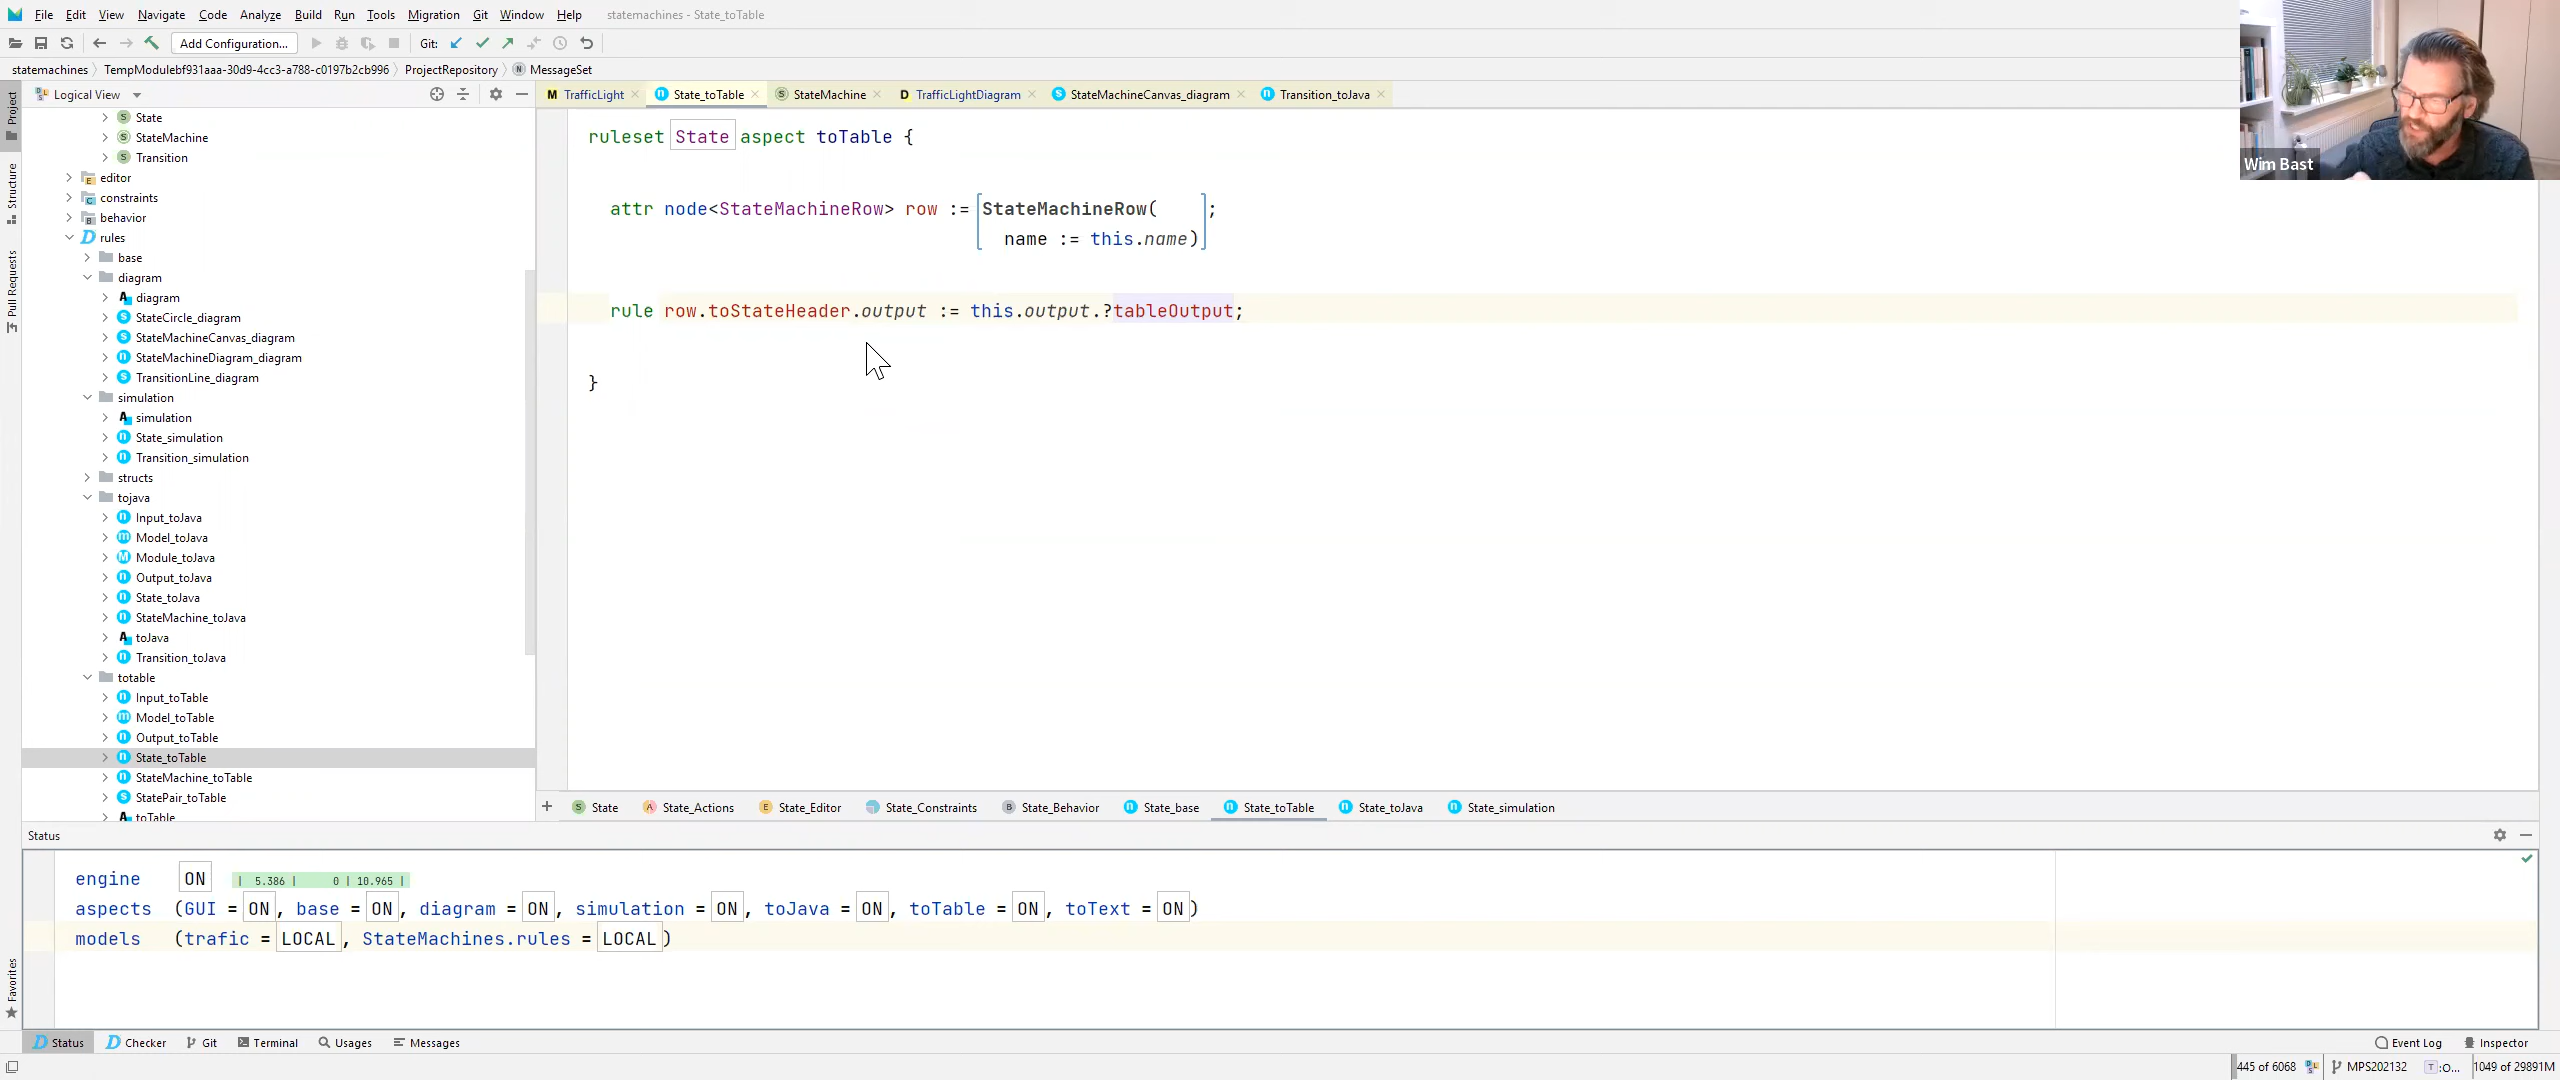 File Edit View Navigate Code Analyze Build Run Tools Migration Git Window Help statemachines - State_toTable
Add Configuration... Git:
statemachines TempModulebf931aaa-30d9-4cc3-a788-c0197b2cb996 ProjectRepository N MessageSet
Wim Bast
Project
Structure
Pull Requests
Favorites
Logical View
S State
S StateMachine
S Transition
editor
constraints
behavior
rules
base
diagram
diagram
StateCircle_diagram
StateMachineCanvas_diagram
StateMachineDiagram_diagram
TransitionLine_diagram
simulation
simulation
State_simulation
Transition_simulation
structs
tojava
Input_toJava
Model_toJava
Module_toJava
Output_toJava
State_toJava
StateMachine_toJava
toJava
Transition_toJava
totable
Input_toTable
Model_toTable
Output_toTable
State_toTable
StateMachine_toTable
StatePair_toTable
toTable
TrafficLight State_toTable StateMachine TrafficLightDiagram StateMachineCanvas_diagram Transition_toJava
ruleset State aspect toTable {
attr node<StateMachineRow> row := StateMachineRow( ;
name := this.name)
rule row.toStateHeader.output := this.output.?tableOutput;
}
State State_Actions State_Editor State_Constraints State_Behavior State_base State_toTable State_toJava State_simulation
Status
engine ON | 5.386 | 0 | 10.965 |
aspects (GUI = ON, base = ON, diagram = ON, simulation = ON, toJava = ON, toTable = ON, toText = ON)
models (trafic = LOCAL, StateMachines.rules = LOCAL)
Status Checker Git Terminal Usages Messages Event Log Inspector
445 of 6068 MPS202132 T :O... 1049 of 29891M